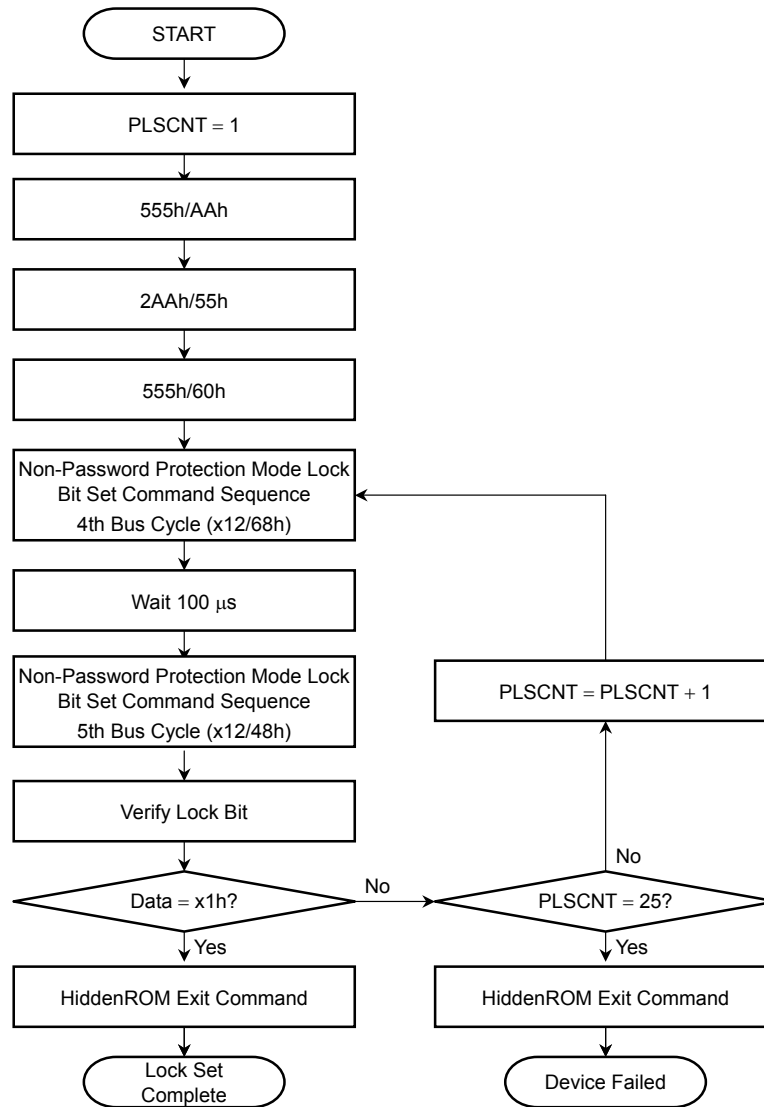 START
PLSCNT = 1
555h/AAh
2AAh/55h
555h/60h
Non-Password Protection Mode Lock
Bit Set Command Sequence
4th Bus Cycle (x12/68h)
Wait 100 μs
Non-Password Protection Mode Lock
Bit Set Command Sequence
5th Bus Cycle (x12/48h)
PLSCNT = PLSCNT + 1
Verify Lock Bit
Data = x1h?
No
PLSCNT = 25?
No
Yes
Yes
HiddenROM Exit Command
HiddenROM Exit Command
Lock Set
Complete
Device Failed